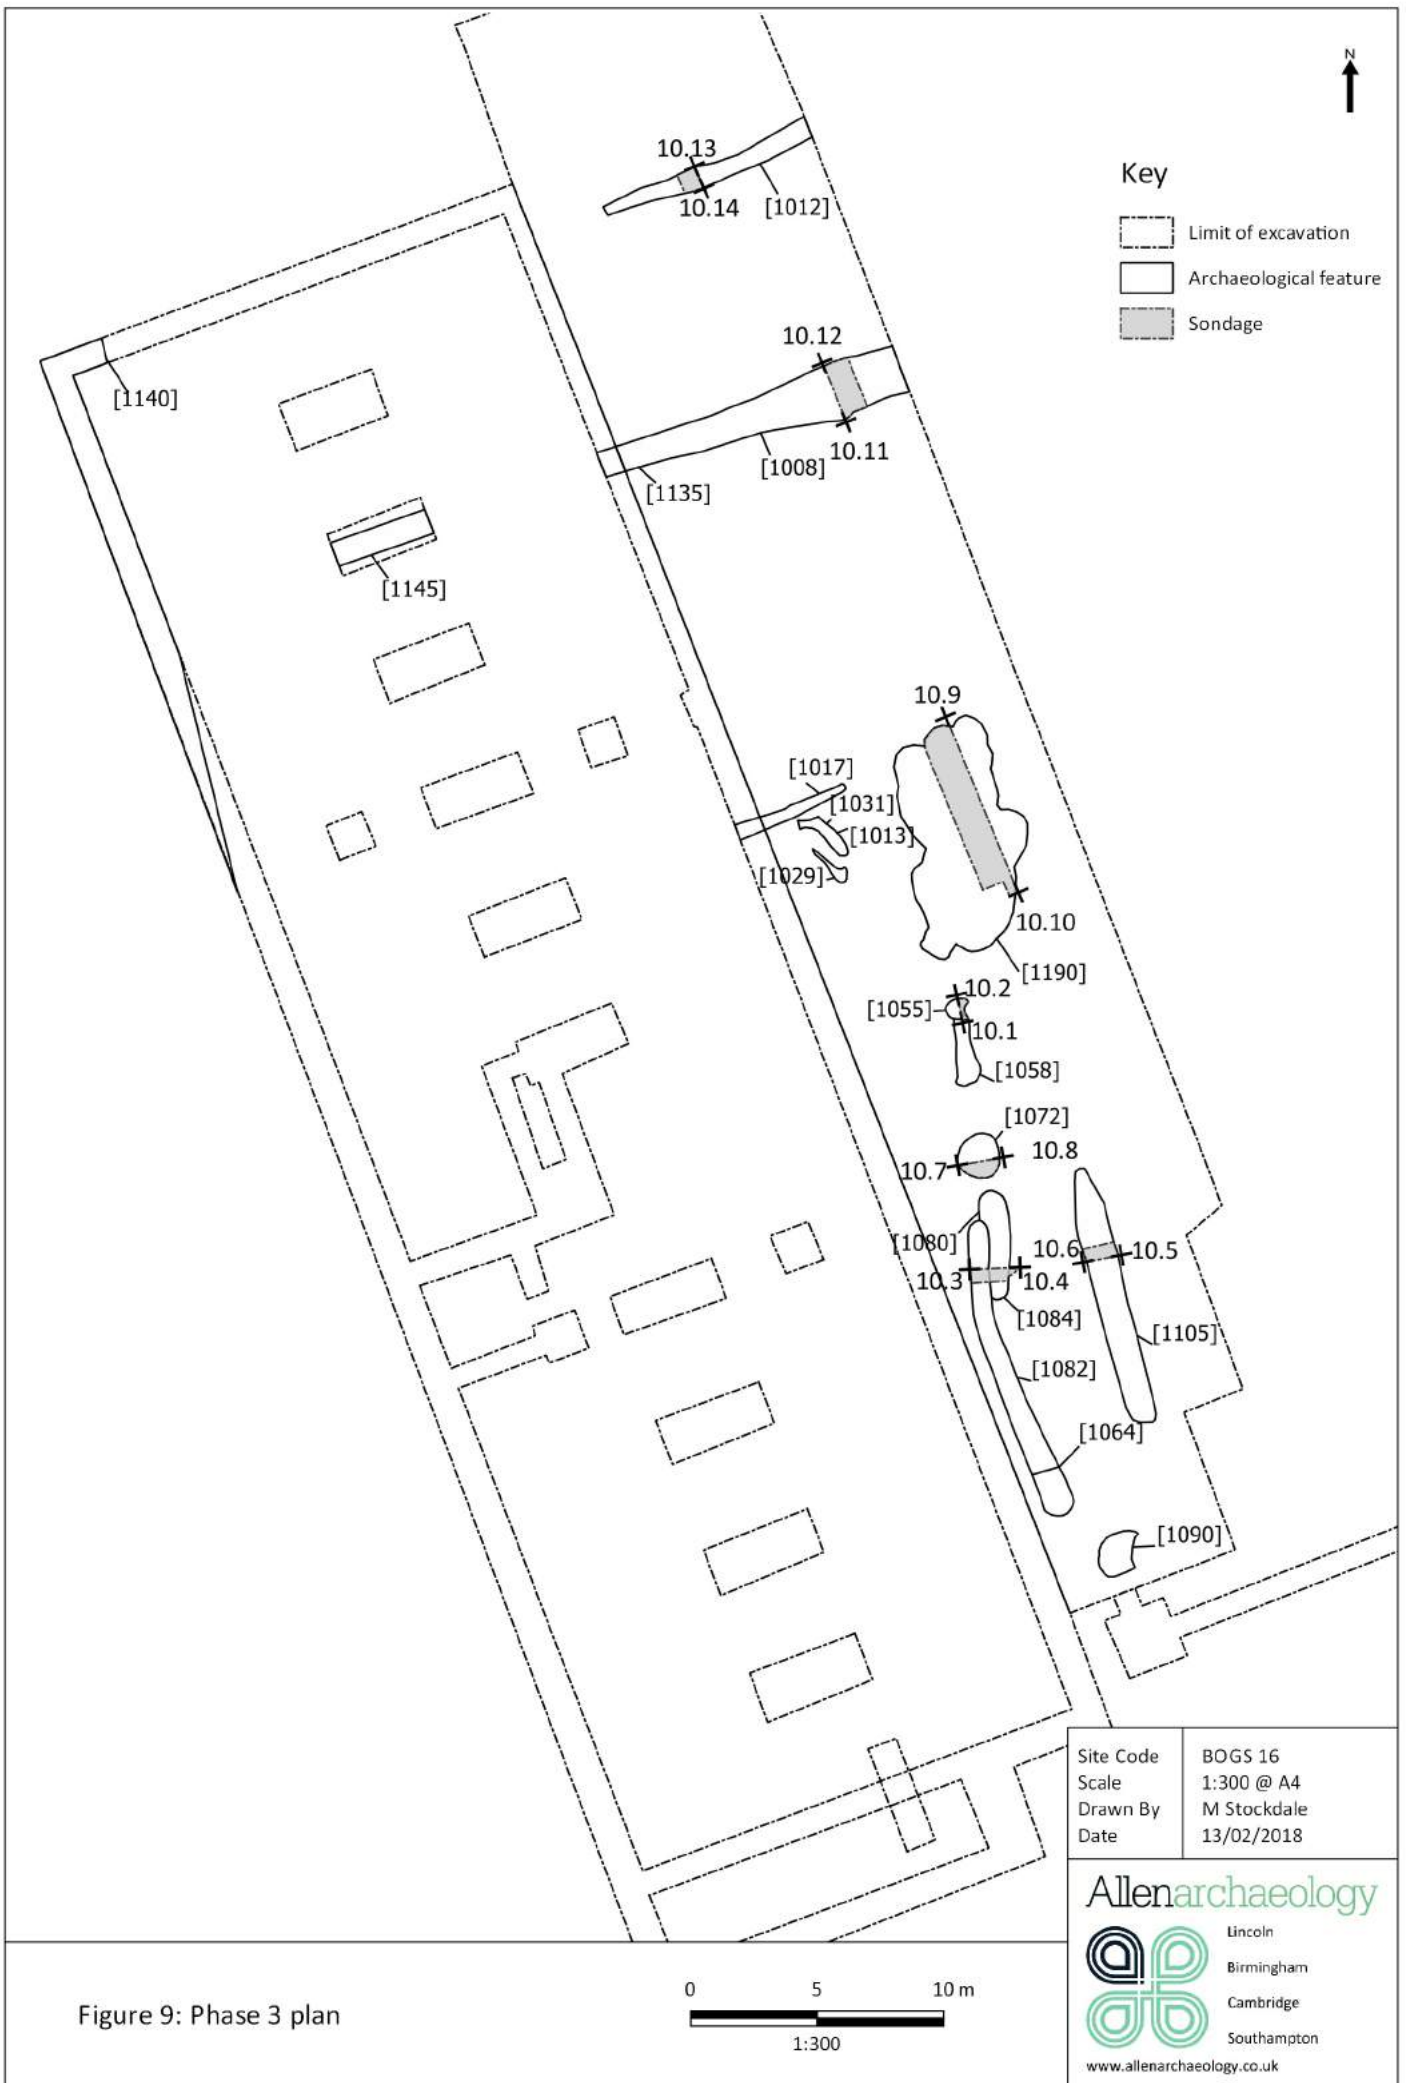 N
Key
Limit of excavation
Archaeological feature
Sondage
10.13
10.14
[1012]
10.12
[1140]
10.11
[1008]
[1135]
[1145]
10.9
[1017]
[1031]
[1013]
[1029]
10.10
[1190]
10.2
[1055]
10.1
[1058]
[1072]
10.8
10.7
[1080]
10.6
10.5
10.3
10.4
[1084]
[1105]
[1082]
[1064]
[1090]
Site Code BOGS 16
Scale 1:300 @ A4
Drawn By M Stockdale
Date 13/02/2018
Allenarchaeology
Lincoln
Birmingham
Cambridge
Southampton
www.allenarchaeology.co.uk
Figure 9: Phase 3 plan
0 5 10 m
1:300